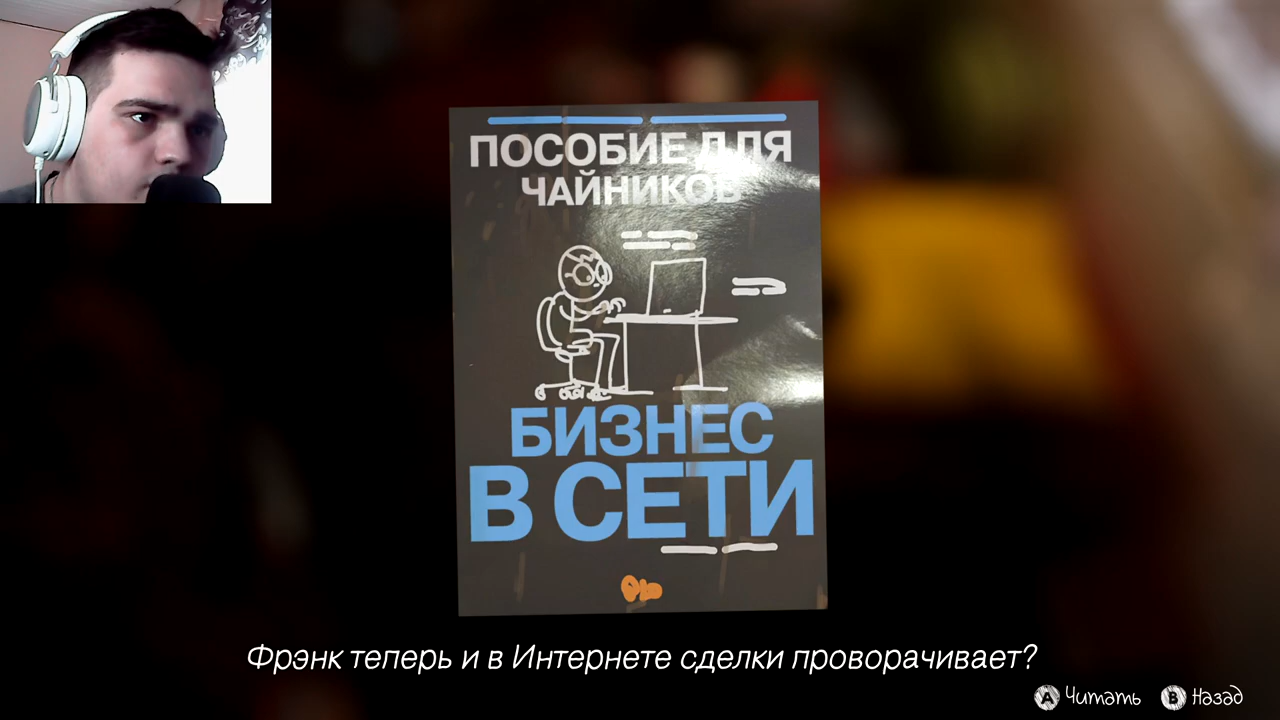 ПОСОБИЕ ДЛЯ
ЧАЙНИКОВ
БИЗНЕС
В СЕТИ
Фрэнк теперь и в Интернете сделки проворачивает?
A Читать B Назад